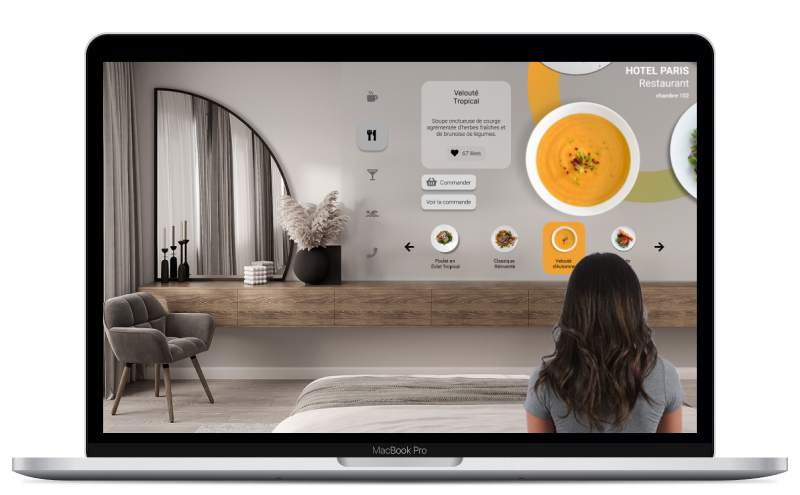 HOTEL PARIS
Restaurant
chambre 102
Velouté
Tropical
Soupe onctueuse de courge
agrémentée d'herbes fraîches et
de brunoise de légumes.
67 likes
Commander
Voir la commande
Poulet en
Éclat Tropical
Classique
Réinventé
Velouté
d'Automne
MacBook Pro